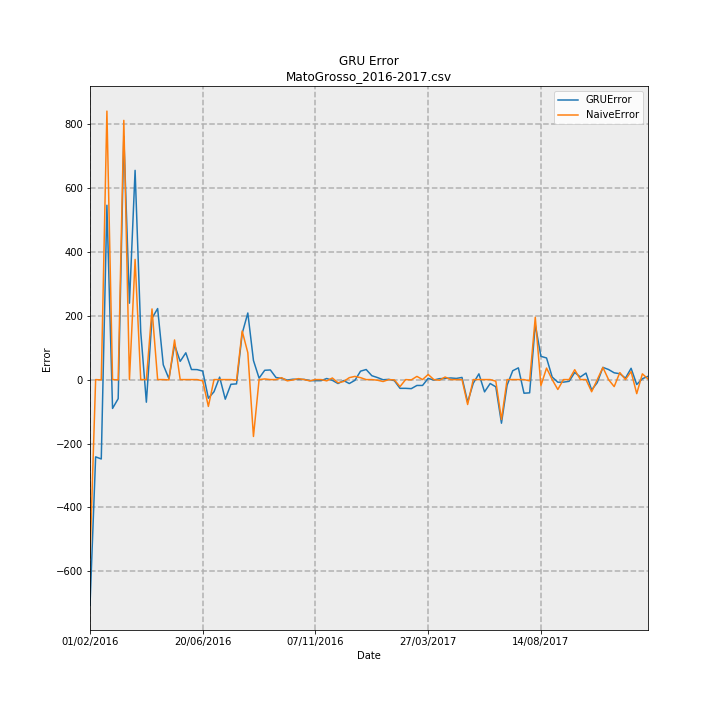 GRU Error
MatoGrosso_2016-2017.csv
GRUError
NaiveError
800
600
400
200
0
−200
−400
−600
Error
01/02/2016
20/06/2016
07/11/2016
27/03/2017
14/08/2017
Date